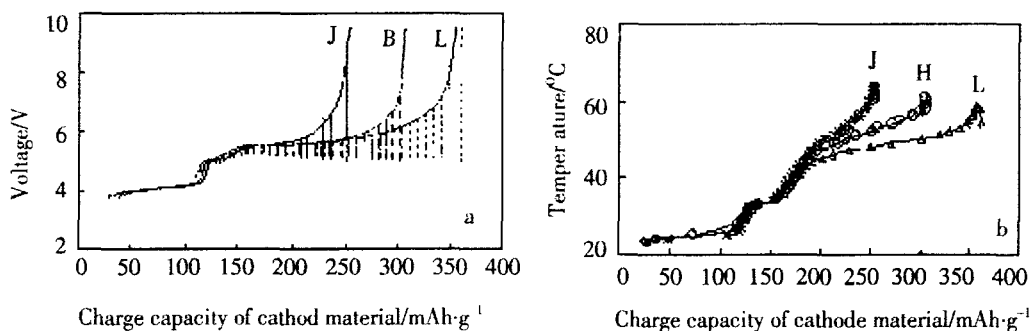 10
8
6
4
2
Voltage/V
J B L
a
0 50 100 150 200 250 300 350 400
Charge capacity of cathod material/mAh·g⁻¹
80
60
40
20
Temper ature/°C
J
H
L
b
0 50 100 150 200 250 300 350 400
Charge capacity of cathode material/mAh·g⁻¹